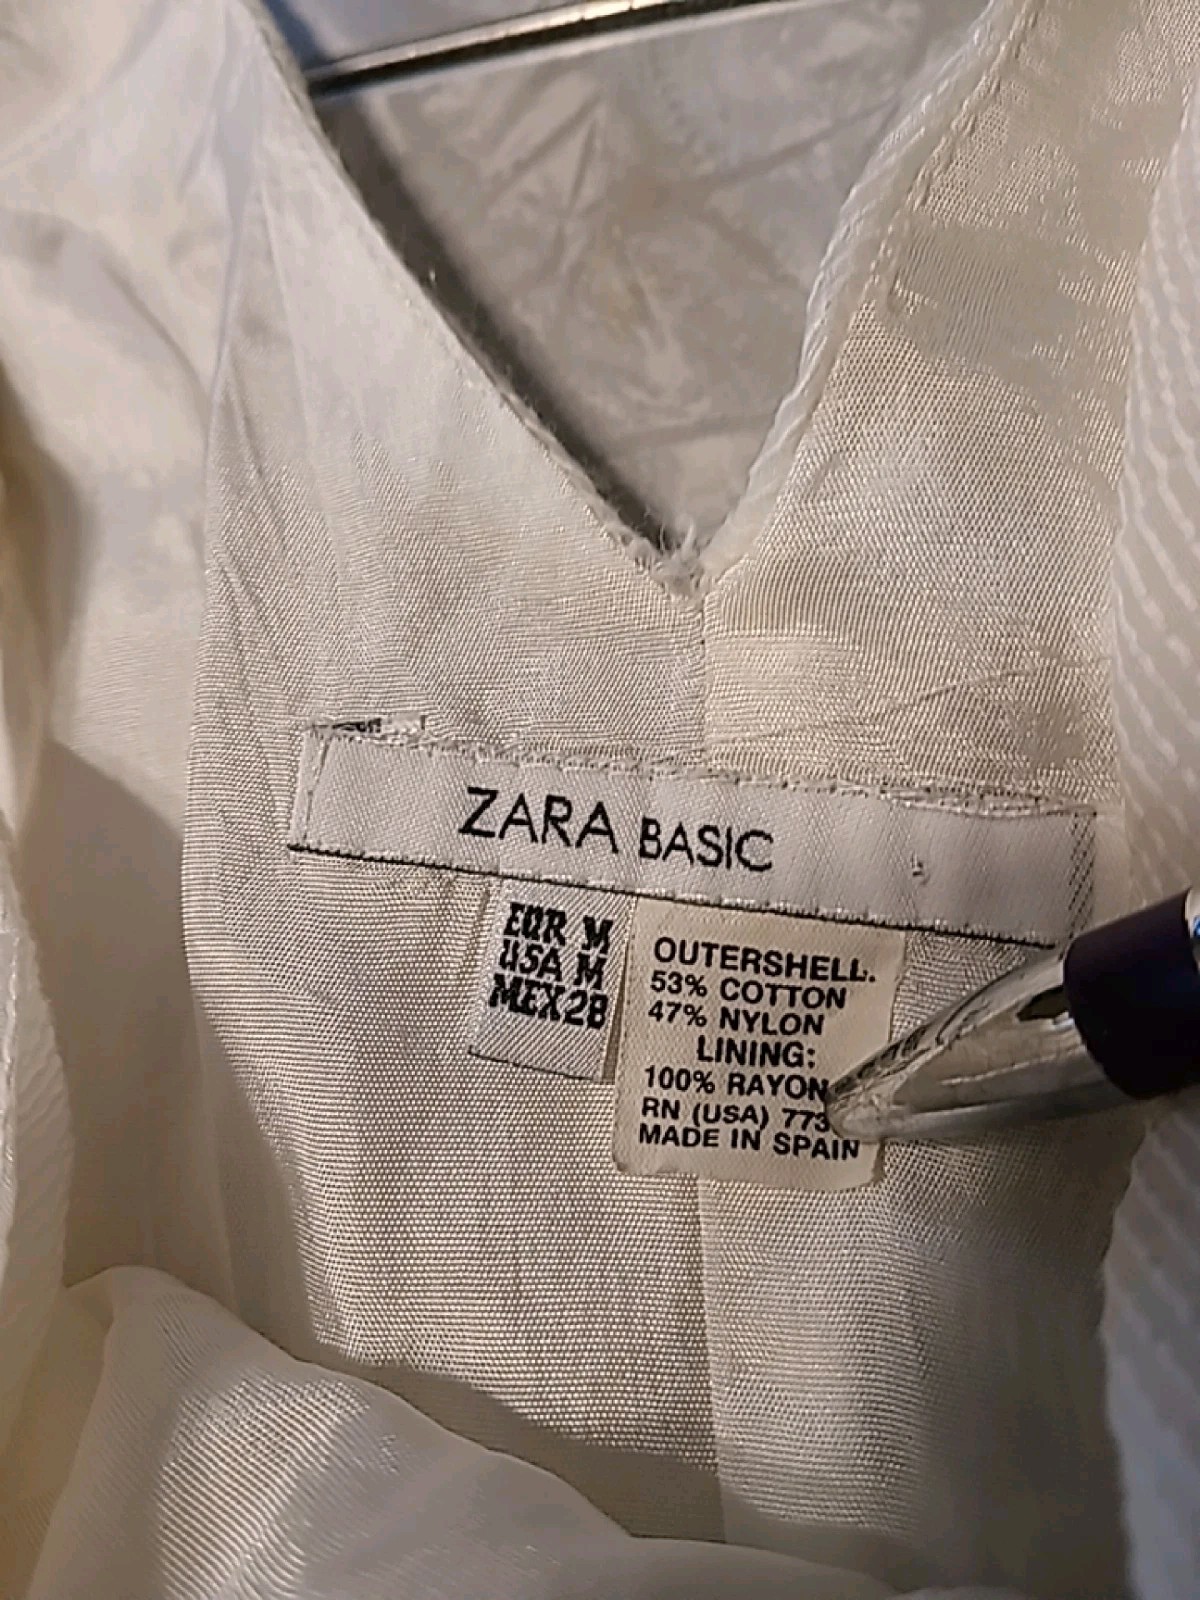 ZARA BASIC
EUR M
USA M
MEX 28
OUTERSHELL.
53% COTTON
47% NYLON
LINING:
100% RAYON
RN (USA) 773
MADE IN SPAIN